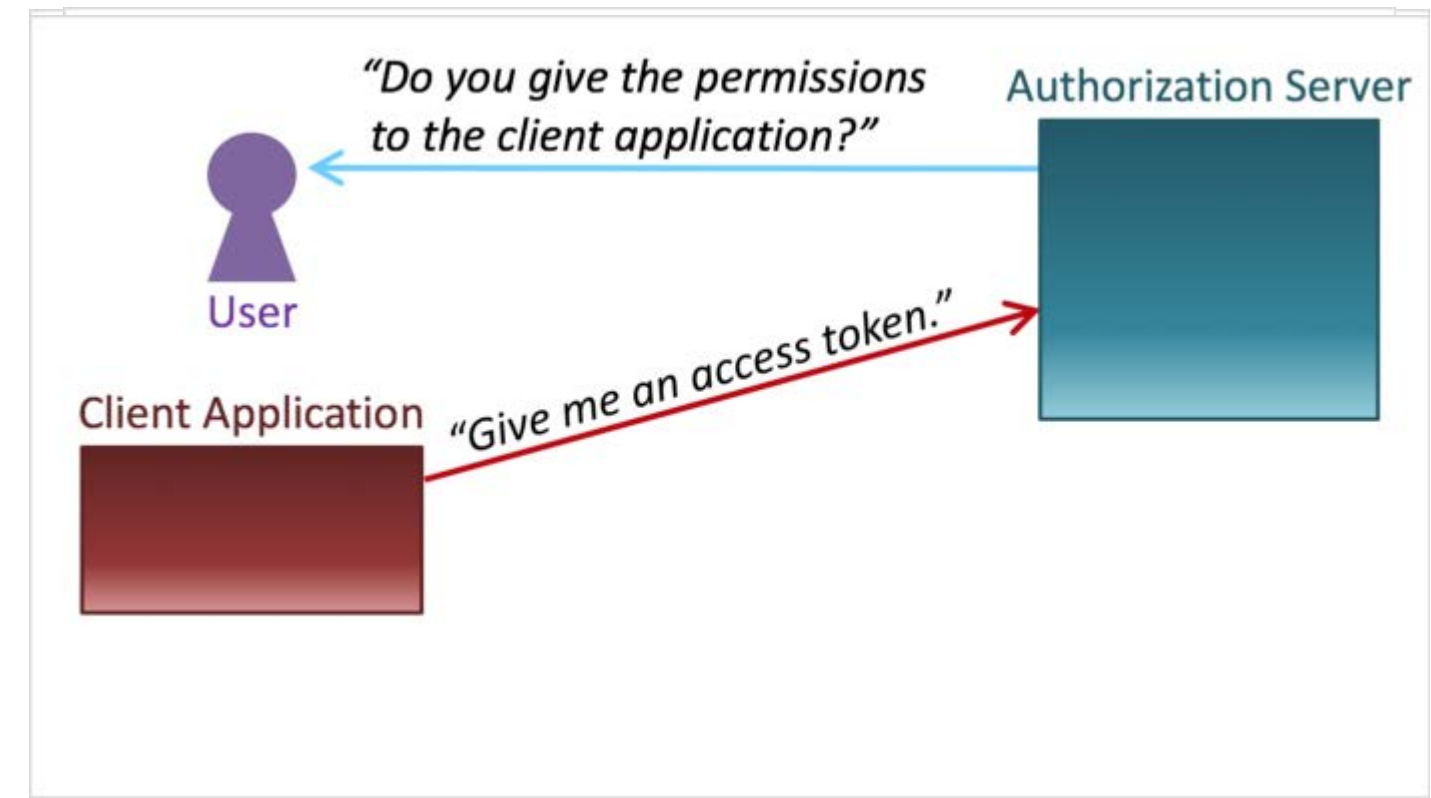 “Do you give the permissions
to the client application?”
Authorization Server
User
“Give me an access token.”
Client Application